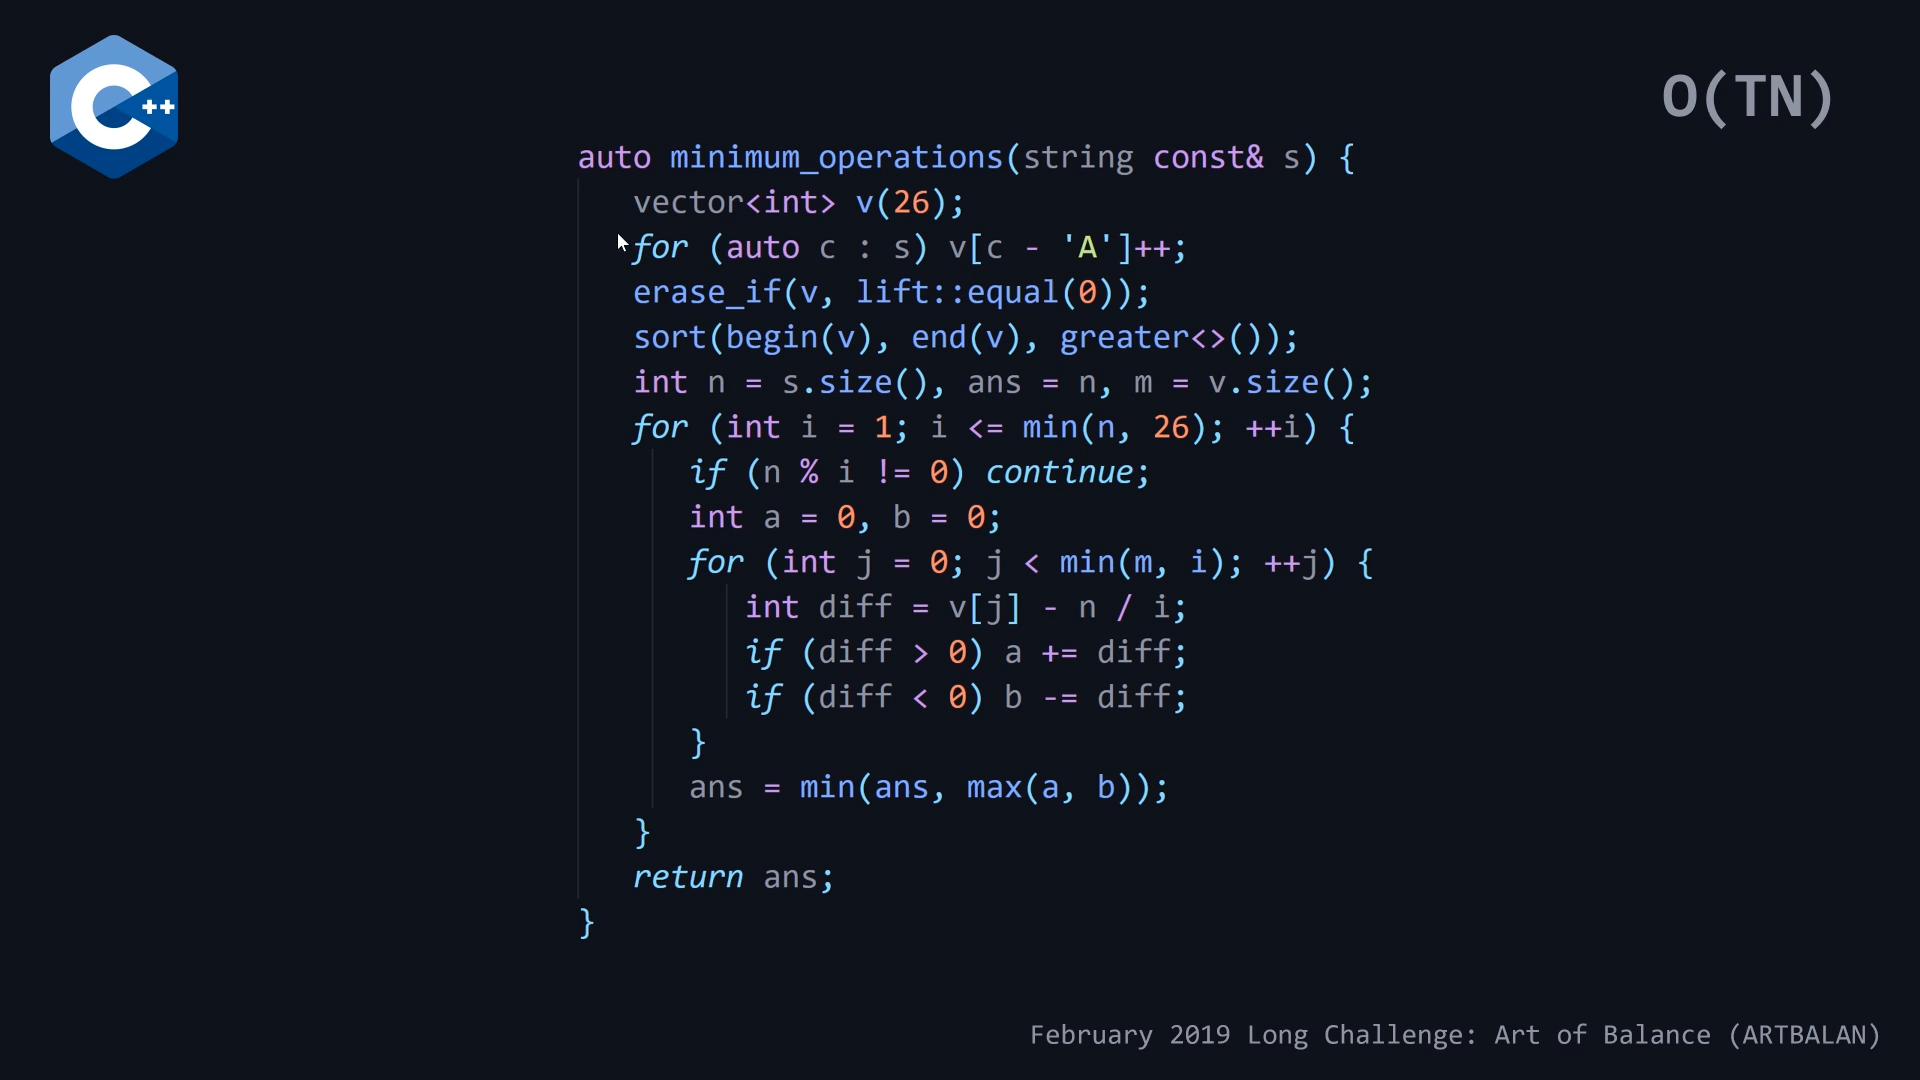 C++
O(TN)
auto minimum_operations(string const& s) {
vector<int> v(26);
for (auto c : s) v[c - 'A']++;
erase_if(v, lift::equal(0));
sort(begin(v), end(v), greater<>());
int n = s.size(), ans = n, m = v.size();
for (int i = 1; i <= min(n, 26); ++i) {
if (n % i != 0) continue;
int a = 0, b = 0;
for (int j = 0; j < min(m, i); ++j) {
int diff = v[j] - n / i;
if (diff > 0) a += diff;
if (diff < 0) b -= diff;
}
ans = min(ans, max(a, b));
}
return ans;
}
February 2019 Long Challenge: Art of Balance (ARTBALAN)